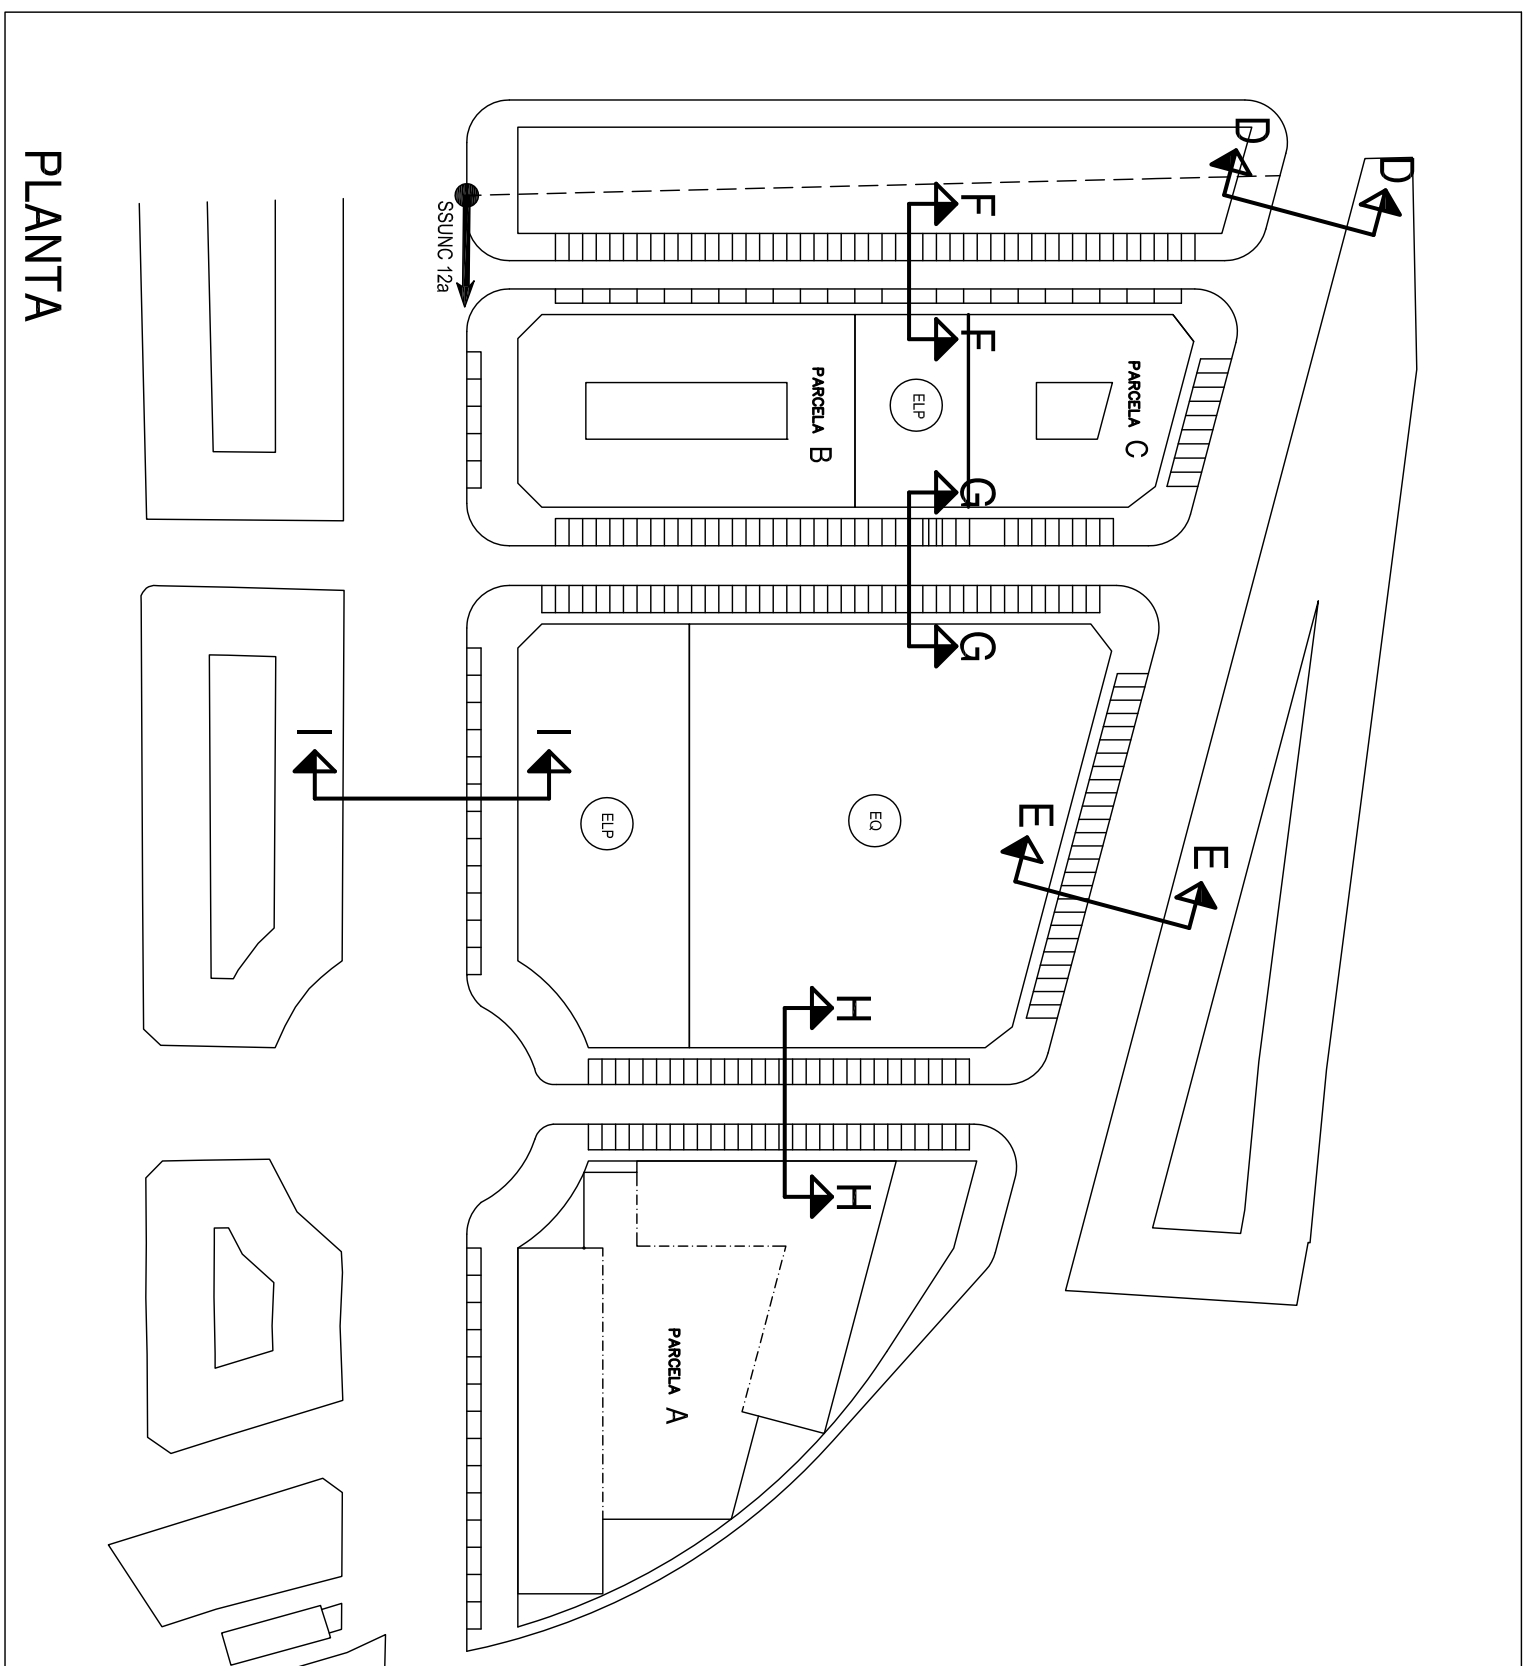 D
D
F
SSUNC 12a
F
PARCELA C
ELP
PARCELA B
G
G
I
I
E
E
EQ
ELP
H
H
PARCELA A
PLANTA